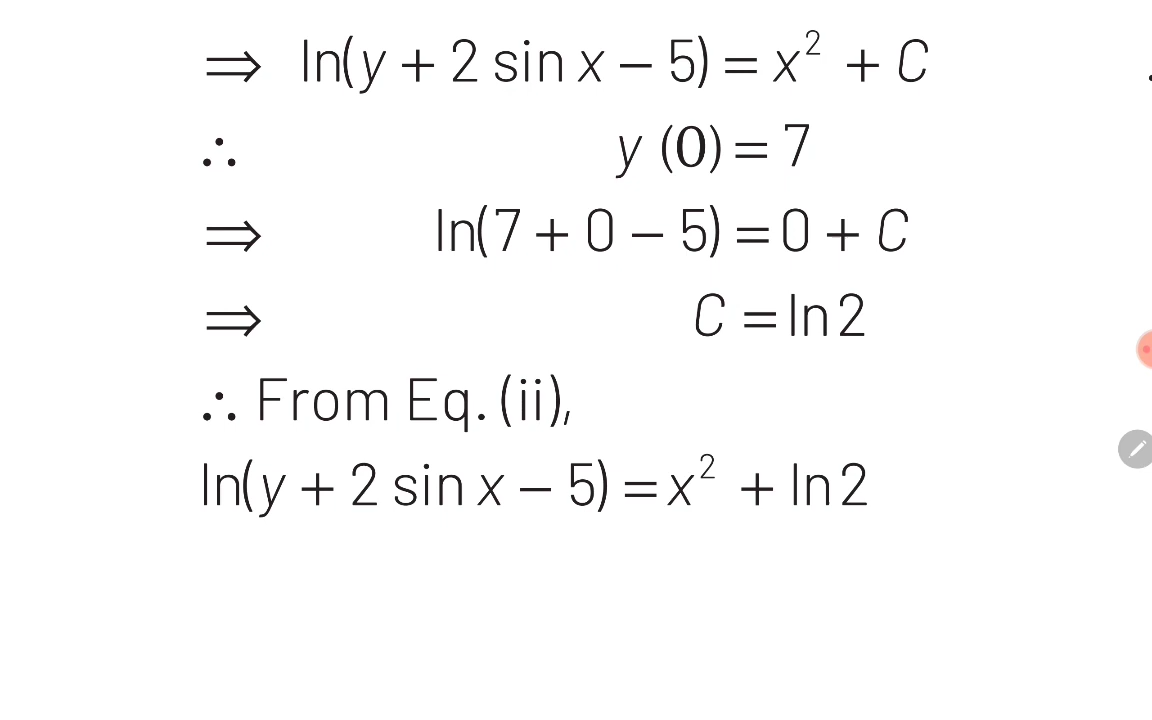 ⇒ ln(y + 2 sin x − 5) = x² + C
∴ y (0) = 7
⇒ ln(7 + 0 − 5) = 0 + C
⇒ C = ln 2
∴ From Eq. (ii),
ln(y + 2 sin x − 5) = x² + ln 2